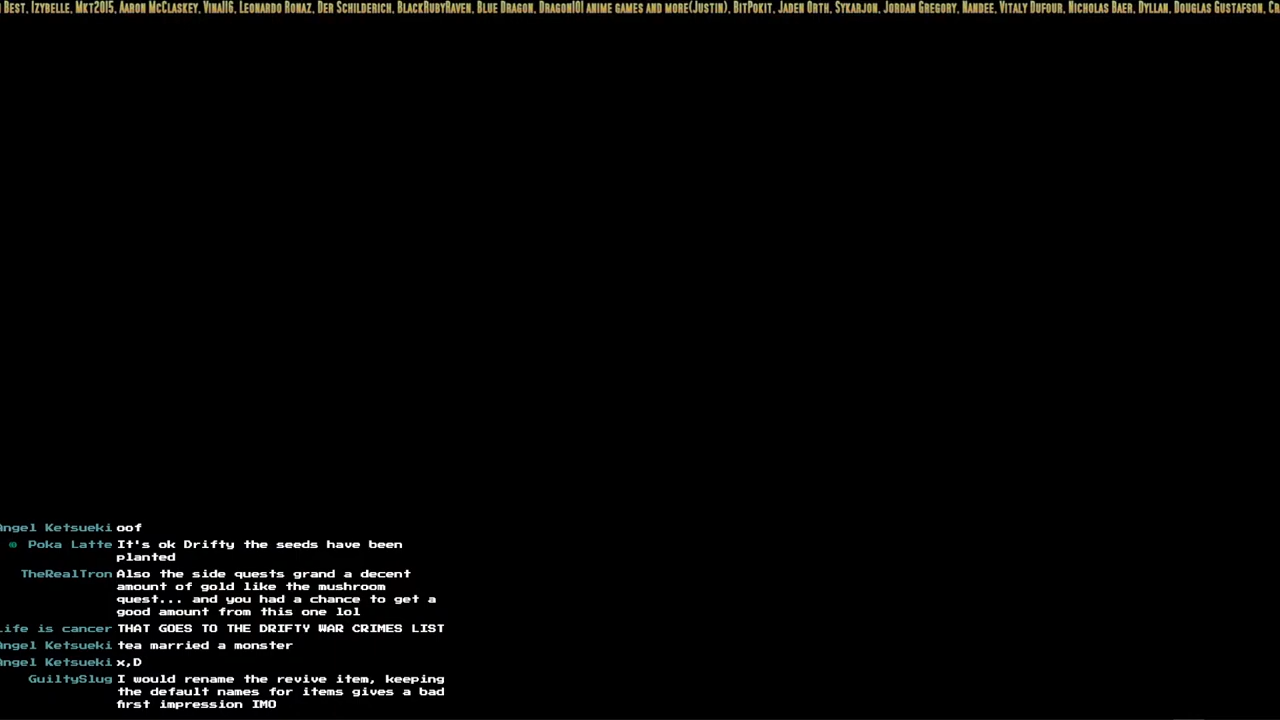 Best, Izybelle, Mkt2015, Aaron McClaskey, Vinal16, Leonardo Ronaz, Der Schilderich, BlackRubyRaven, Blue Dragon, Dragon101 anime games and more(Justin), BitPokit, Jaden Orth, Sykarjon, Jordan Gregory, Nandee, Vitaly Dufour, Nicholas Baer, Dyllan, Douglas Gustafson,
Angel Ketsueki oof
Poka Latte It's ok Drifty the seeds have been
planted
TheRealTron Also the side quests grand a decent
amount of gold like the mushroom
quest... and you had a chance to get a
good amount from this one lol
Life is cancer THAT GOES TO THE DRIFTY WAR CRIMES LIST
Angel Ketsueki tea married a monster
Angel Ketsueki x,D
GuiltySlug I would rename the revive item, keeping
the default names for items gives a bad
first impression IMO